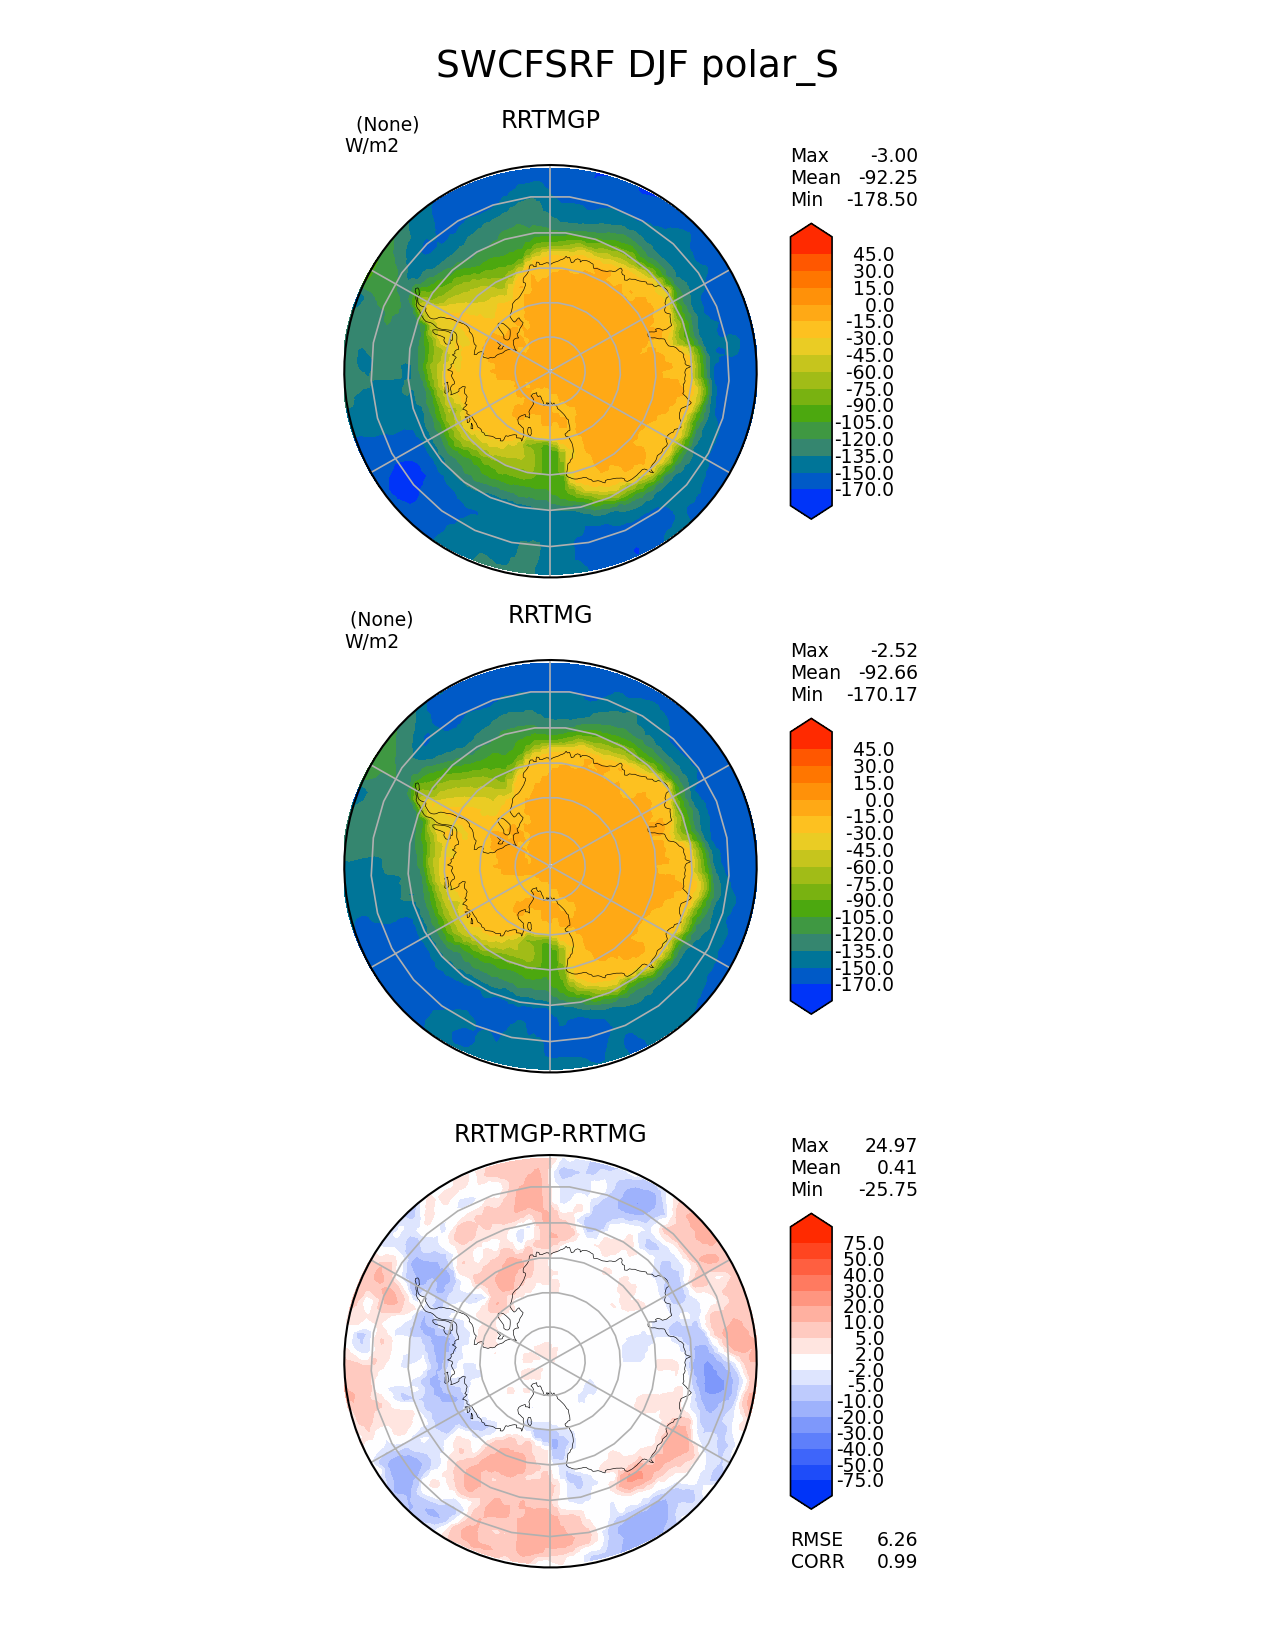 SWCFSRF DJF polar_S
(None)
RRTMGP
W/m2
Max -3.00
Mean -92.25
Min -178.50
45.0
30.0
15.0
0.0
-15.0
-30.0
-45.0
-60.0
-75.0
-90.0
-105.0
-120.0
-135.0
-150.0
-170.0
(None)
RRTMG
W/m2
Max -2.52
Mean -92.66
Min -170.17
45.0
30.0
15.0
0.0
-15.0
-30.0
-45.0
-60.0
-75.0
-90.0
-105.0
-120.0
-135.0
-150.0
-170.0
RRTMGP-RRTMG
Max 24.97
Mean 0.41
Min -25.75
75.0
50.0
40.0
30.0
20.0
10.0
5.0
2.0
-2.0
-5.0
-10.0
-20.0
-30.0
-40.0
-50.0
-75.0
RMSE 6.26
CORR 0.99